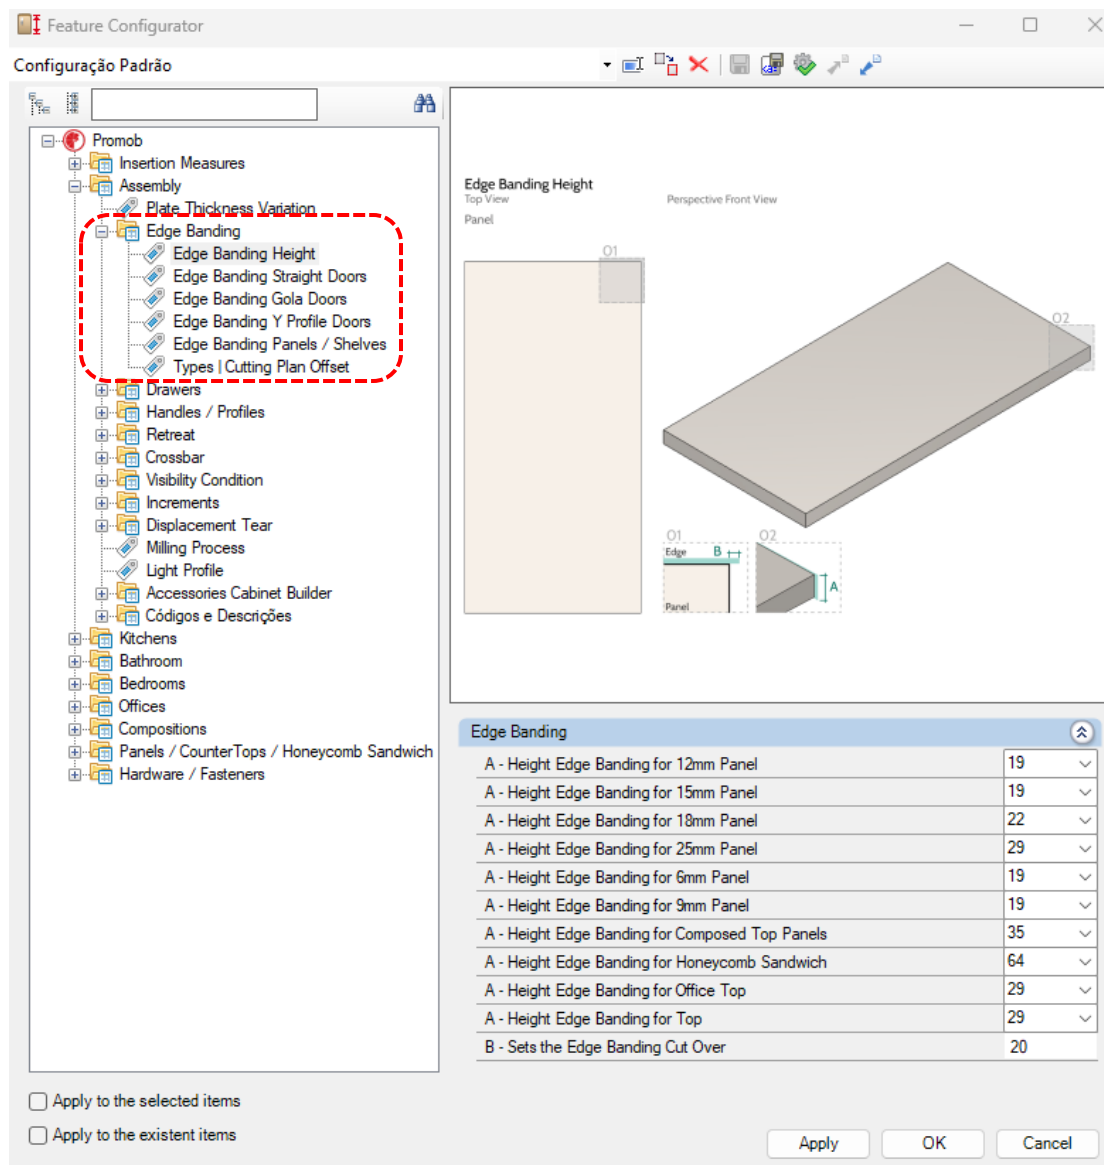 Feature Configurator
Configuração Padrão
Promob
Insertion Measures
Assembly
Plate Thickness Variation
Edge Banding
Edge Banding Height
Edge Banding Straight Doors
Edge Banding Gola Doors
Edge Banding Y Profile Doors
Edge Banding Panels / Shelves
Types | Cutting Plan Offset
Drawers
Handles / Profiles
Retreat
Crossbar
Visibility Condition
Increments
Displacement Tear
Milling Process
Light Profile
Accessories Cabinet Builder
Códigos e Descrições
Kitchens
Bathroom
Bedrooms
Offices
Compositions
Panels / CounterTops / Honeycomb Sandwich
Hardware / Fasteners
Edge Banding Height
Top View
Perspective Front View
Panel
01
02
01
02
Edge
B
A
Panel
Edge Banding
A - Height Edge Banding for 12mm Panel 19
A - Height Edge Banding for 15mm Panel 19
A - Height Edge Banding for 18mm Panel 22
A - Height Edge Banding for 25mm Panel 29
A - Height Edge Banding for 6mm Panel 19
A - Height Edge Banding for 9mm Panel 19
A - Height Edge Banding for Composed Top Panels 35
A - Height Edge Banding for Honeycomb Sandwich 64
A - Height Edge Banding for Office Top 29
A - Height Edge Banding for Top 29
B - Sets the Edge Banding Cut Over 20
Apply to the selected items
Apply to the existent items
Apply
OK
Cancel